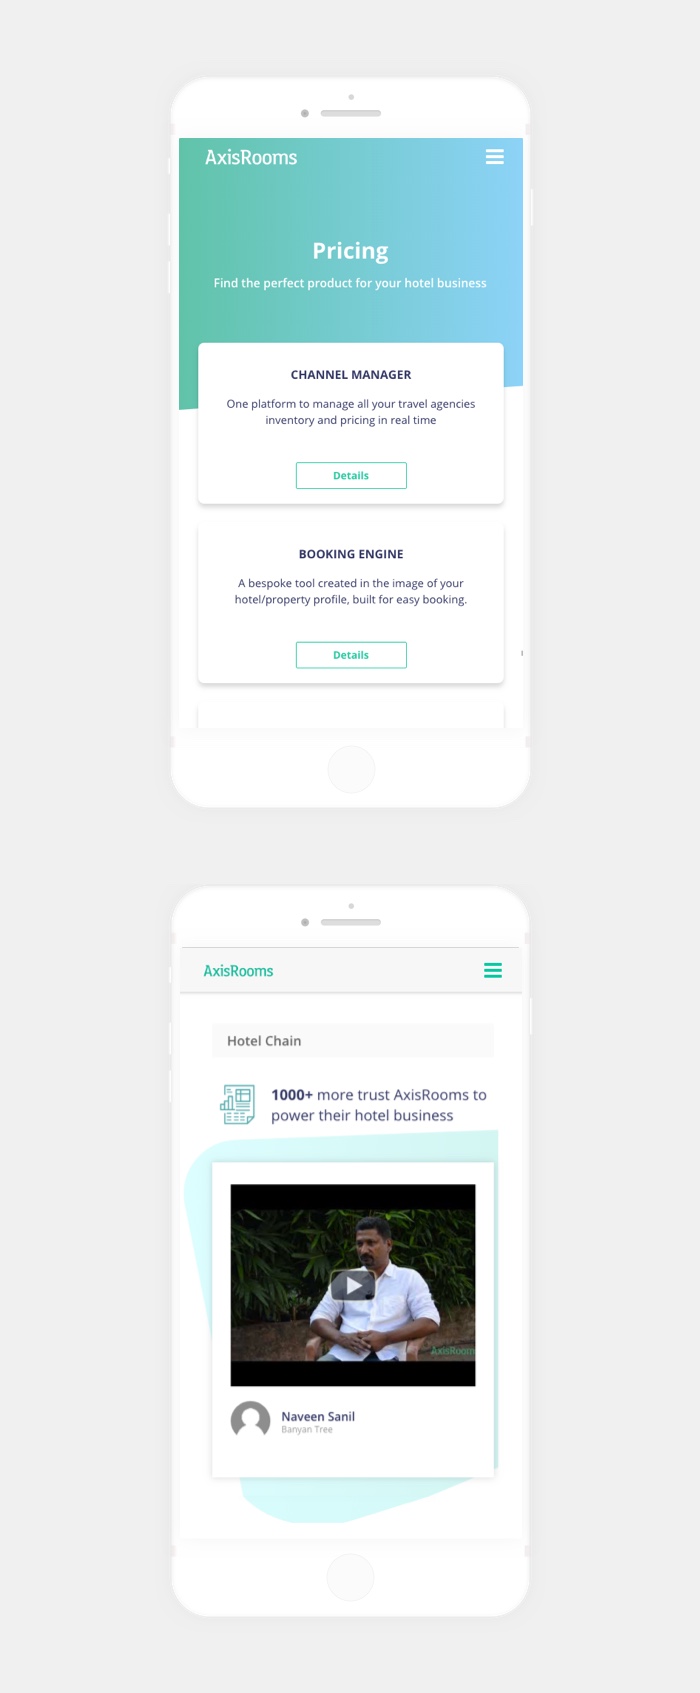 AxisRooms
Pricing
Find the perfect product for your hotel business
CHANNEL MANAGER
One platform to manage all your travel agencies
inventory and pricing in real time
Details
BOOKING ENGINE
A bespoke tool created in the image of your
hotel/property profile, built for easy booking.
Details
AxisRooms
Hotel Chain
1000+ more trust AxisRooms to
power their hotel business
AxisRoom
Naveen Sanil
Banyan Tree